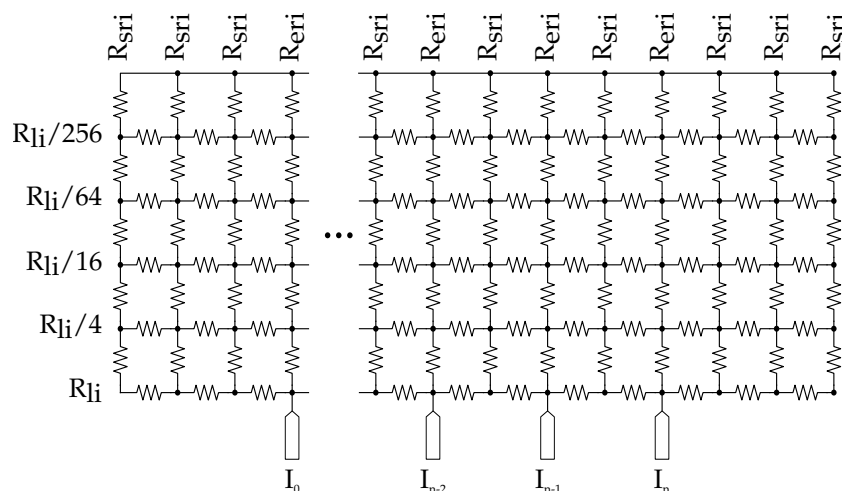 Rsri Rsri Rsri Reri Rsri Reri Rsri Reri Rsri Reri Rsri Rsri Rsri
Rli/256
Rli/64
...
Rli/16
Rli/4
Rli
I0 In-2 In-1 In